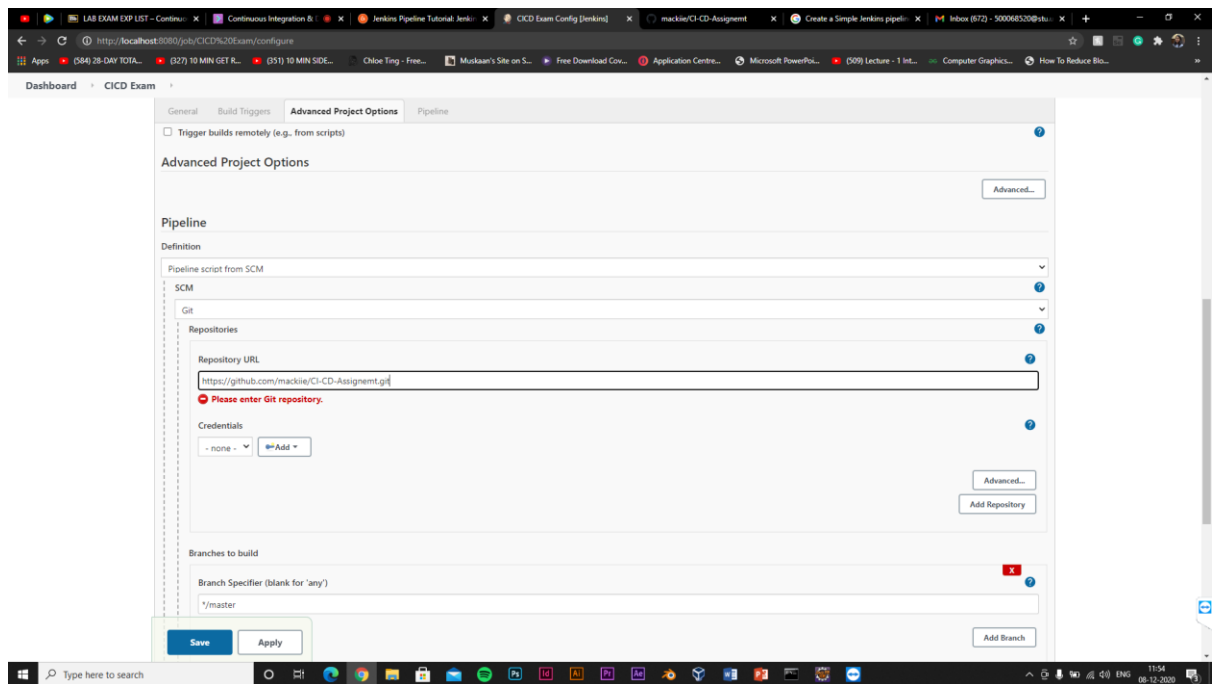 LAB EXAM EXP LIST – Continuo
Continuous Integration &
Jenkins Pipeline Tutorial: Jenkin
CICD Exam Config [Jenkins]
mackiie/CI-CD-Assignemt
Create a Simple Jenkins pipelin
Inbox (672) - 500068520@stu
http://localhost:8080/job/CICD%20Exam/configure
Apps
(584) 28-DAY TOTA...
(327) 10 MIN GET R...
(351) 10 MIN SIDE...
Chloe Ting - Free...
Muskaan's Site on S...
Free Download Cov...
Application Centre...
Microsoft PowerPoi...
(509) Lecture - 1 Int...
Computer Graphics...
How To Reduce Blo...
Dashboard
CICD Exam
General
Build Triggers
Advanced Project Options
Pipeline
Trigger builds remotely (e.g., from scripts)
Advanced Project Options
Advanced...
Pipeline
Definition
Pipeline script from SCM
SCM
Git
Repositories
Repository URL
https://github.com/mackiie/CI-CD-Assignemt.git
Please enter Git repository.
Credentials
- none -
Add
Advanced...
Add Repository
Branches to build
X
Branch Specifier (blank for 'any')
*/master
Save
Apply
Add Branch
Type here to search
Ps
Id
Ai
Pr
Ae
ENG
11:54
08-12-2020